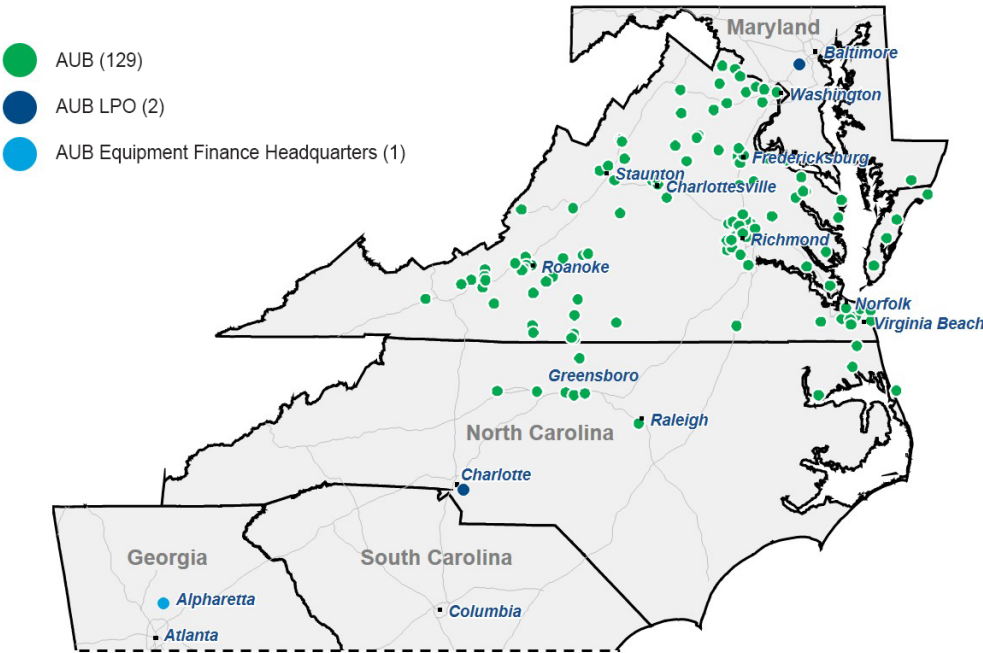 Maryland
Baltimore
AUB (129)
AUB LPO (2)
Washington
AUB Equipment Finance Headquarters (1)
Fredericksburg
Staunton
Charlottesville
Richmond
Roanoke
Norfolk
Virginia Beach
Greensboro
Raleigh
North Carolina
Charlotte
Georgia
South Carolina
Alpharetta
Columbia
Atlanta